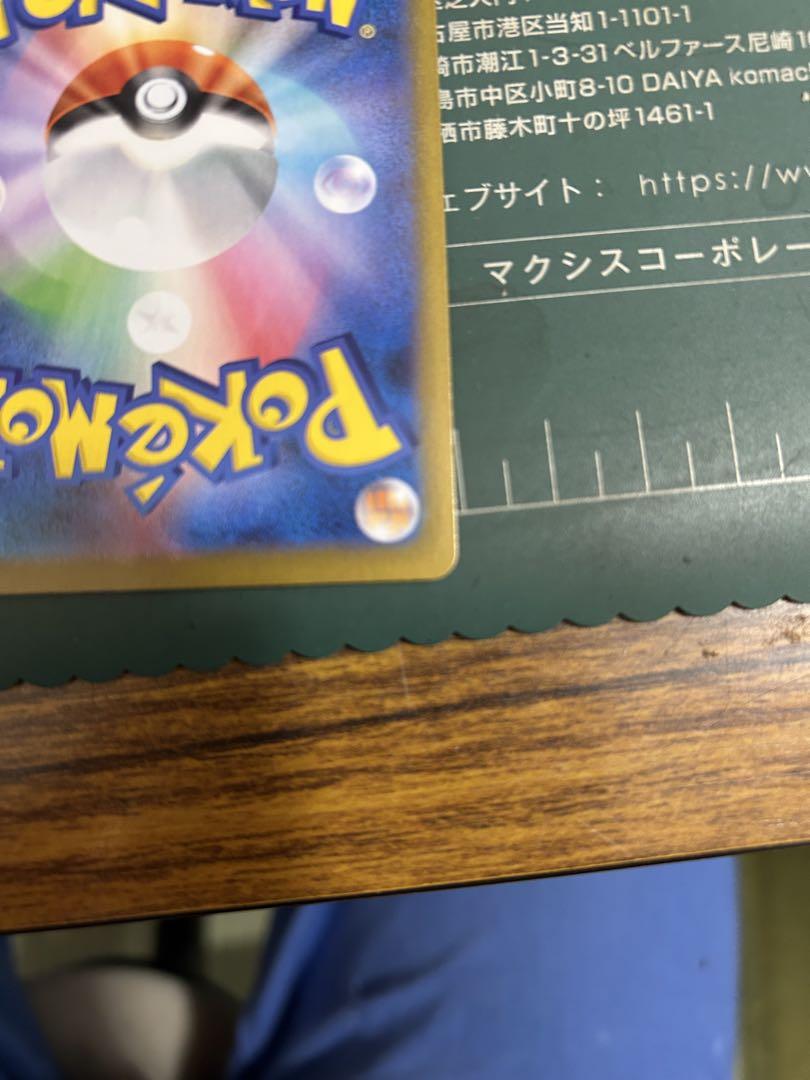 屋市港区当知1-1101-1
崎市潮江1-3-31ベルファース尼崎
島市中区小町8-10 DAIYA komac
栖市藤木町十の坪1461-1
ェブサイト： https://w
マクシスコーポレー
POKéMO